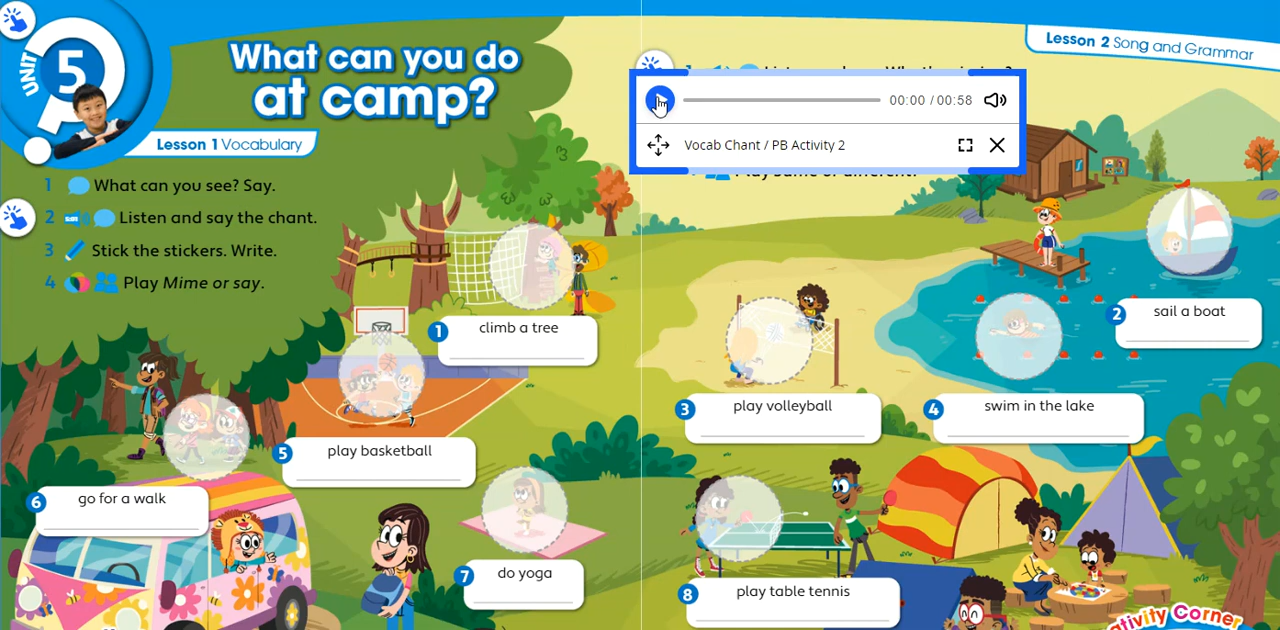 UNIT
5
What can you do
at camp?
Lesson 1 Vocabulary
1 What can you see? Say.
2 Listen and say the chant.
3 Stick the stickers. Write.
4 Play Mime or say.
Lesson 2 Song and Grammar
00:00 / 00:58
Vocab Chant / PB Activity 2
1 climb a tree
2 sail a boat
3 play volleyball
4 swim in the lake
5 play basketball
6 go for a walk
7 do yoga
8 play table tennis
Corner